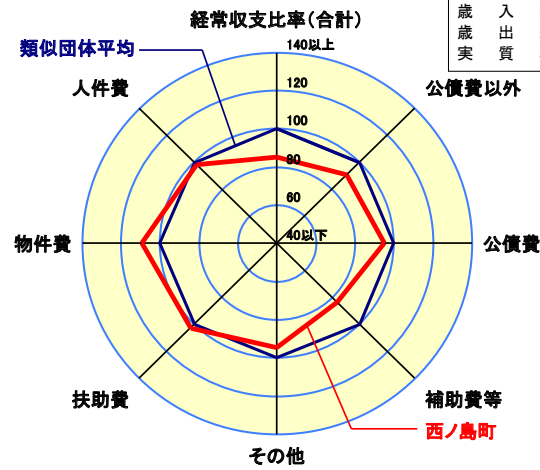 経常収支比率(合計)
歳入
歳出
実質
類似団体平均
140以上
人件費
120
公債費以外
100
80
60
物件費
40以下
公債費
扶助費
補助費等
西ノ島町
その他